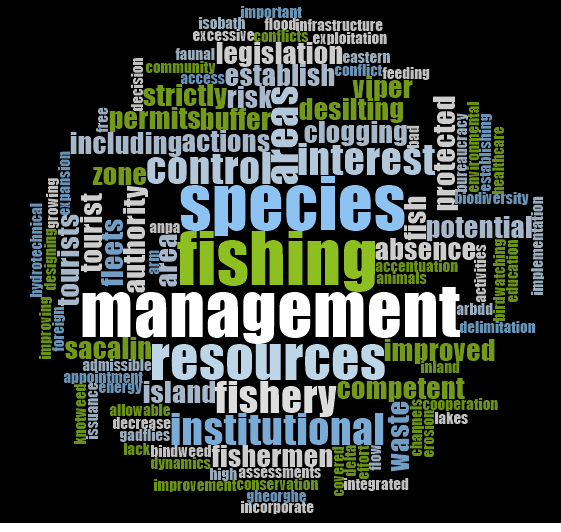 important
isobath
flood
infrastructure
excessive
conflicts
exploitation
faunal
legislation
eastern
community
access
establish
conflict
feeding
decision
strictly
risk
viper
free
permits
buffer
areas
desilting
protected
including
actions
clogging
bad
bureaucracy
environmental
establishing
healthcare
zone
control
interest
expansion
growing
tourists
tourist
species
fish
biodiversity
hydrotechnical
designing
fleets
authority
anpa
potential
implementation
arm
area
fishing
absence
accentuation
animals
activities
birdwatching
education
improving
foreign
management
arbdd
delimitation
sacalin
resources
improved
admissible
inland
appointment
energy
island
fishery
competent
knotweed
issuance
allowable
decrease
gadflies
institutional
waste
channels
erosion
cooperation
lakes
lack
bindweed
dynamics
fishermen
high
assessments
covered
deea
effort
flow
improvement
conservation
integrated
gheorghe
incorporate